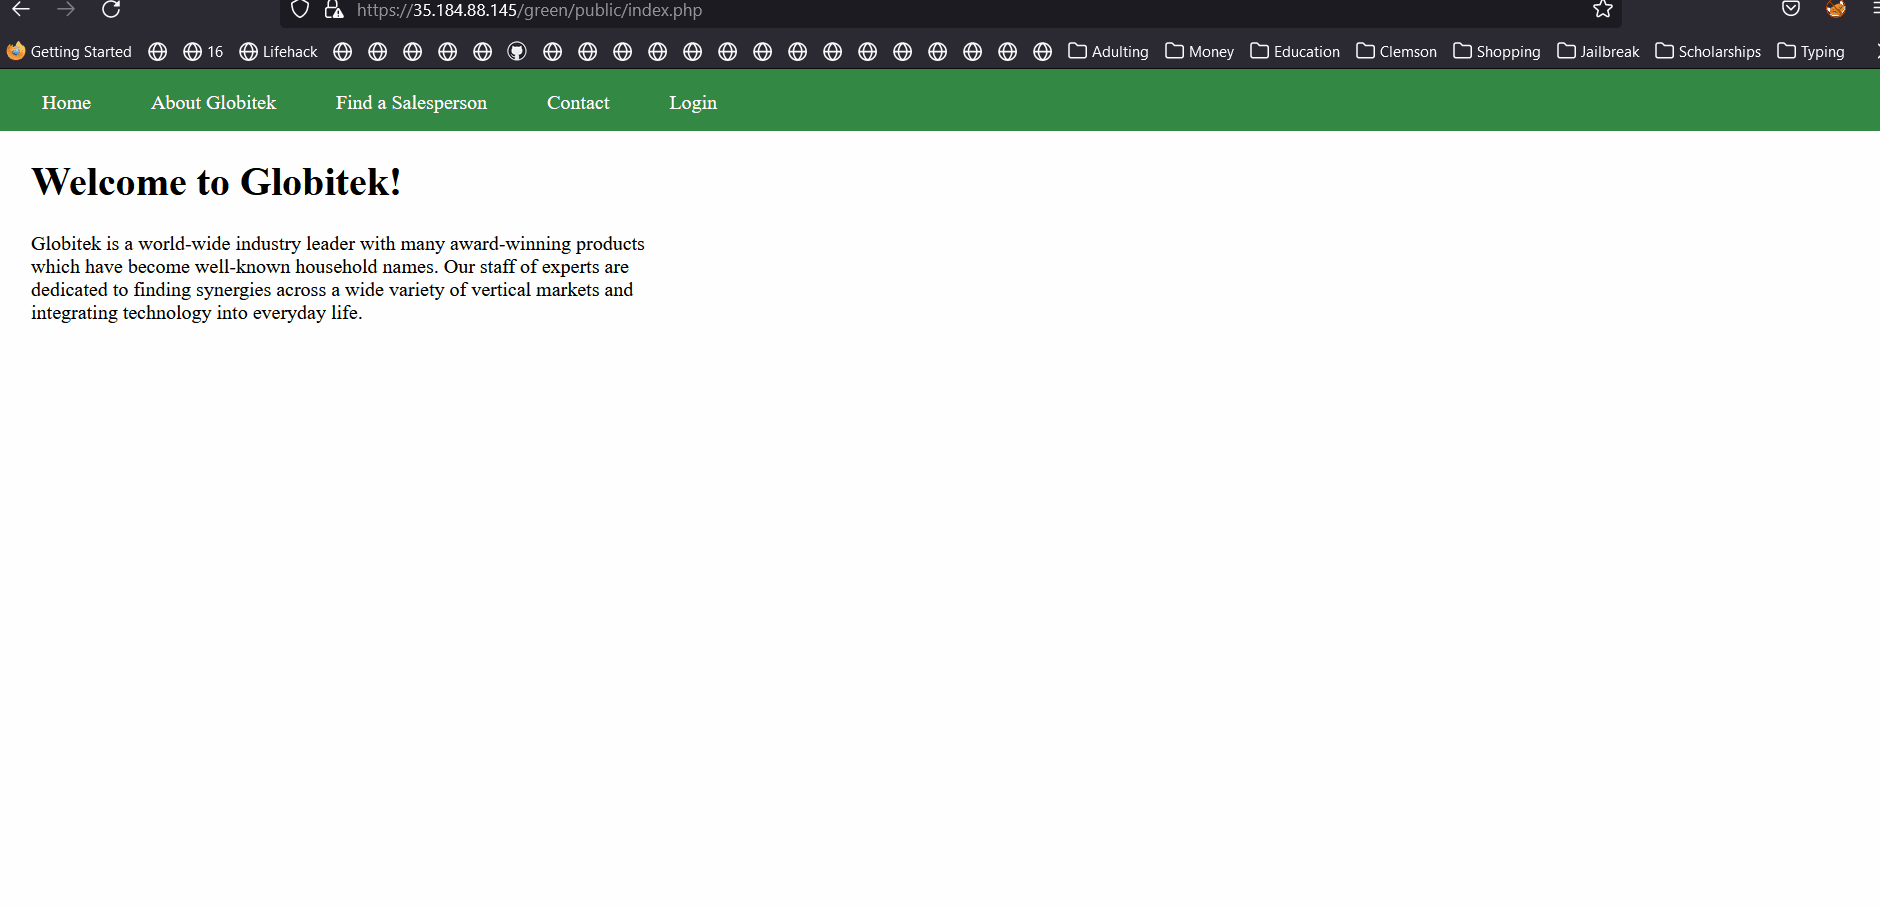 https://35.184.88.145/green/public/index.php
Getting Started 16 Lifehack Adulting Money Education Clemson Shopping Jailbreak Scholarships Typing
Home About Globitek Find a Salesperson Contact Login
Welcome to Globitek!
Globitek is a world-wide industry leader with many award-winning products
which have become well-known household names. Our staff of experts are
dedicated to finding synergies across a wide variety of vertical markets and
integrating technology into everyday life.